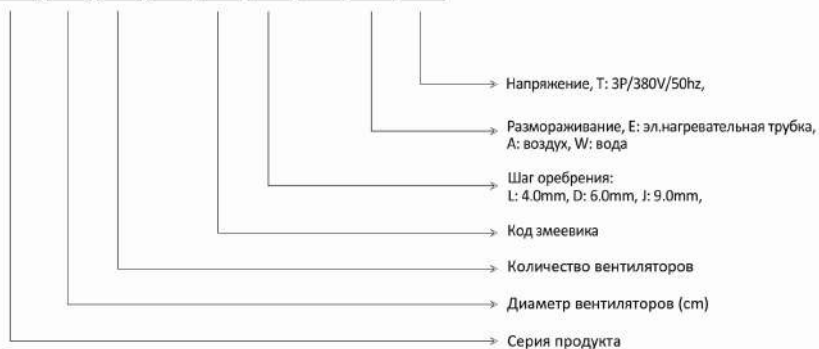 Напряжение, T: 3P/380V/50hz,
Размораживание, E: эл.нагревательная трубка,
A: воздух, W: вода
Шаг оребрения:
L: 4.0mm, D: 6.0mm, J: 9.0mm,
Код змеевика
Количество вентиляторов
Диаметр вентиляторов (cm)
Серия продукта